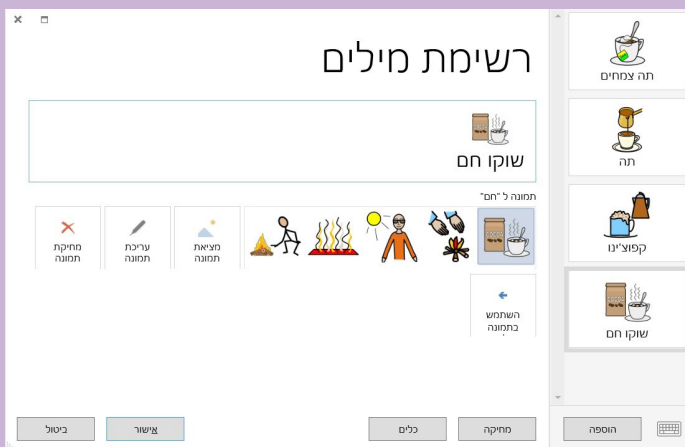 רשימת מילים
שוקו חם
תמונה ל "חם"
מציאת
תמונה
עריכת
תמונה
מחיקת
תמונה
השתמש
בתמונה
תה צמחים
תה
קפוצ'ינו
שוקו חם
הוספה
מחיקה
כלים
אישור
ביטול